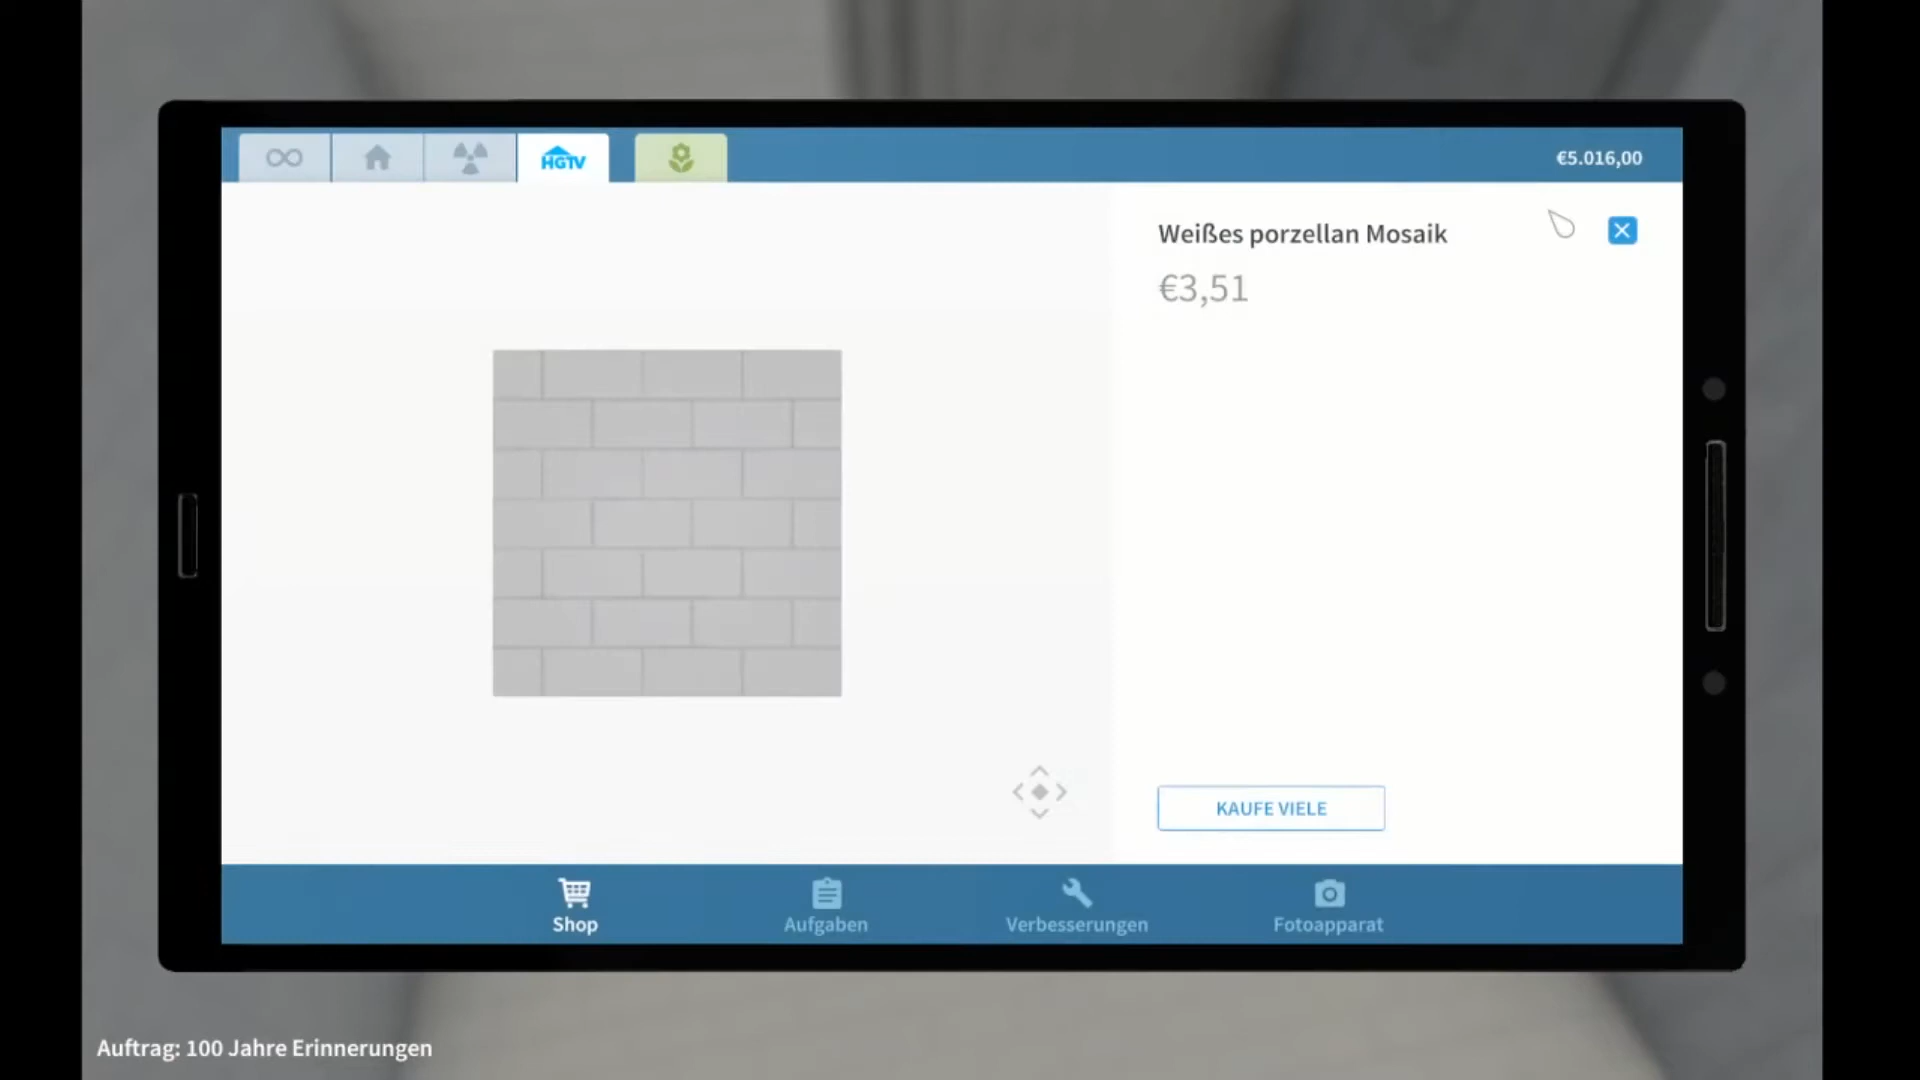 HGTV
€5.016,00
Weißes porzellan Mosaik
€3,51
KAUFE VIELE
Shop
Aufgaben
Verbesserungen
Fotoapparat
Auftrag: 100 Jahre Erinnerungen